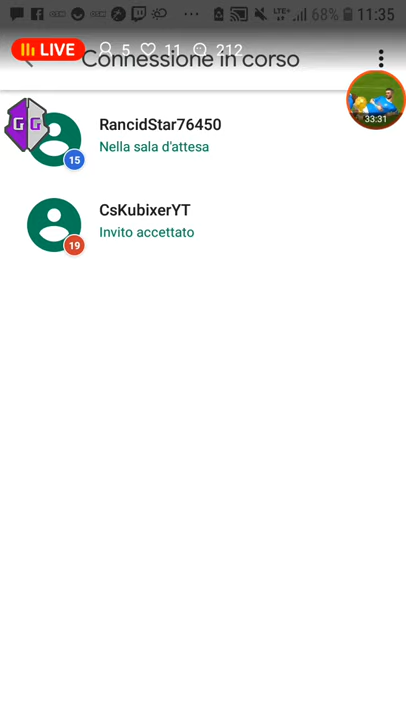 68% 11:35
LIVE 5 11 212
Connessione in corso
33:31
GG
RancidStar76450
Nella sala d'attesa
15
CsKubixerYT
Invito accettato
19